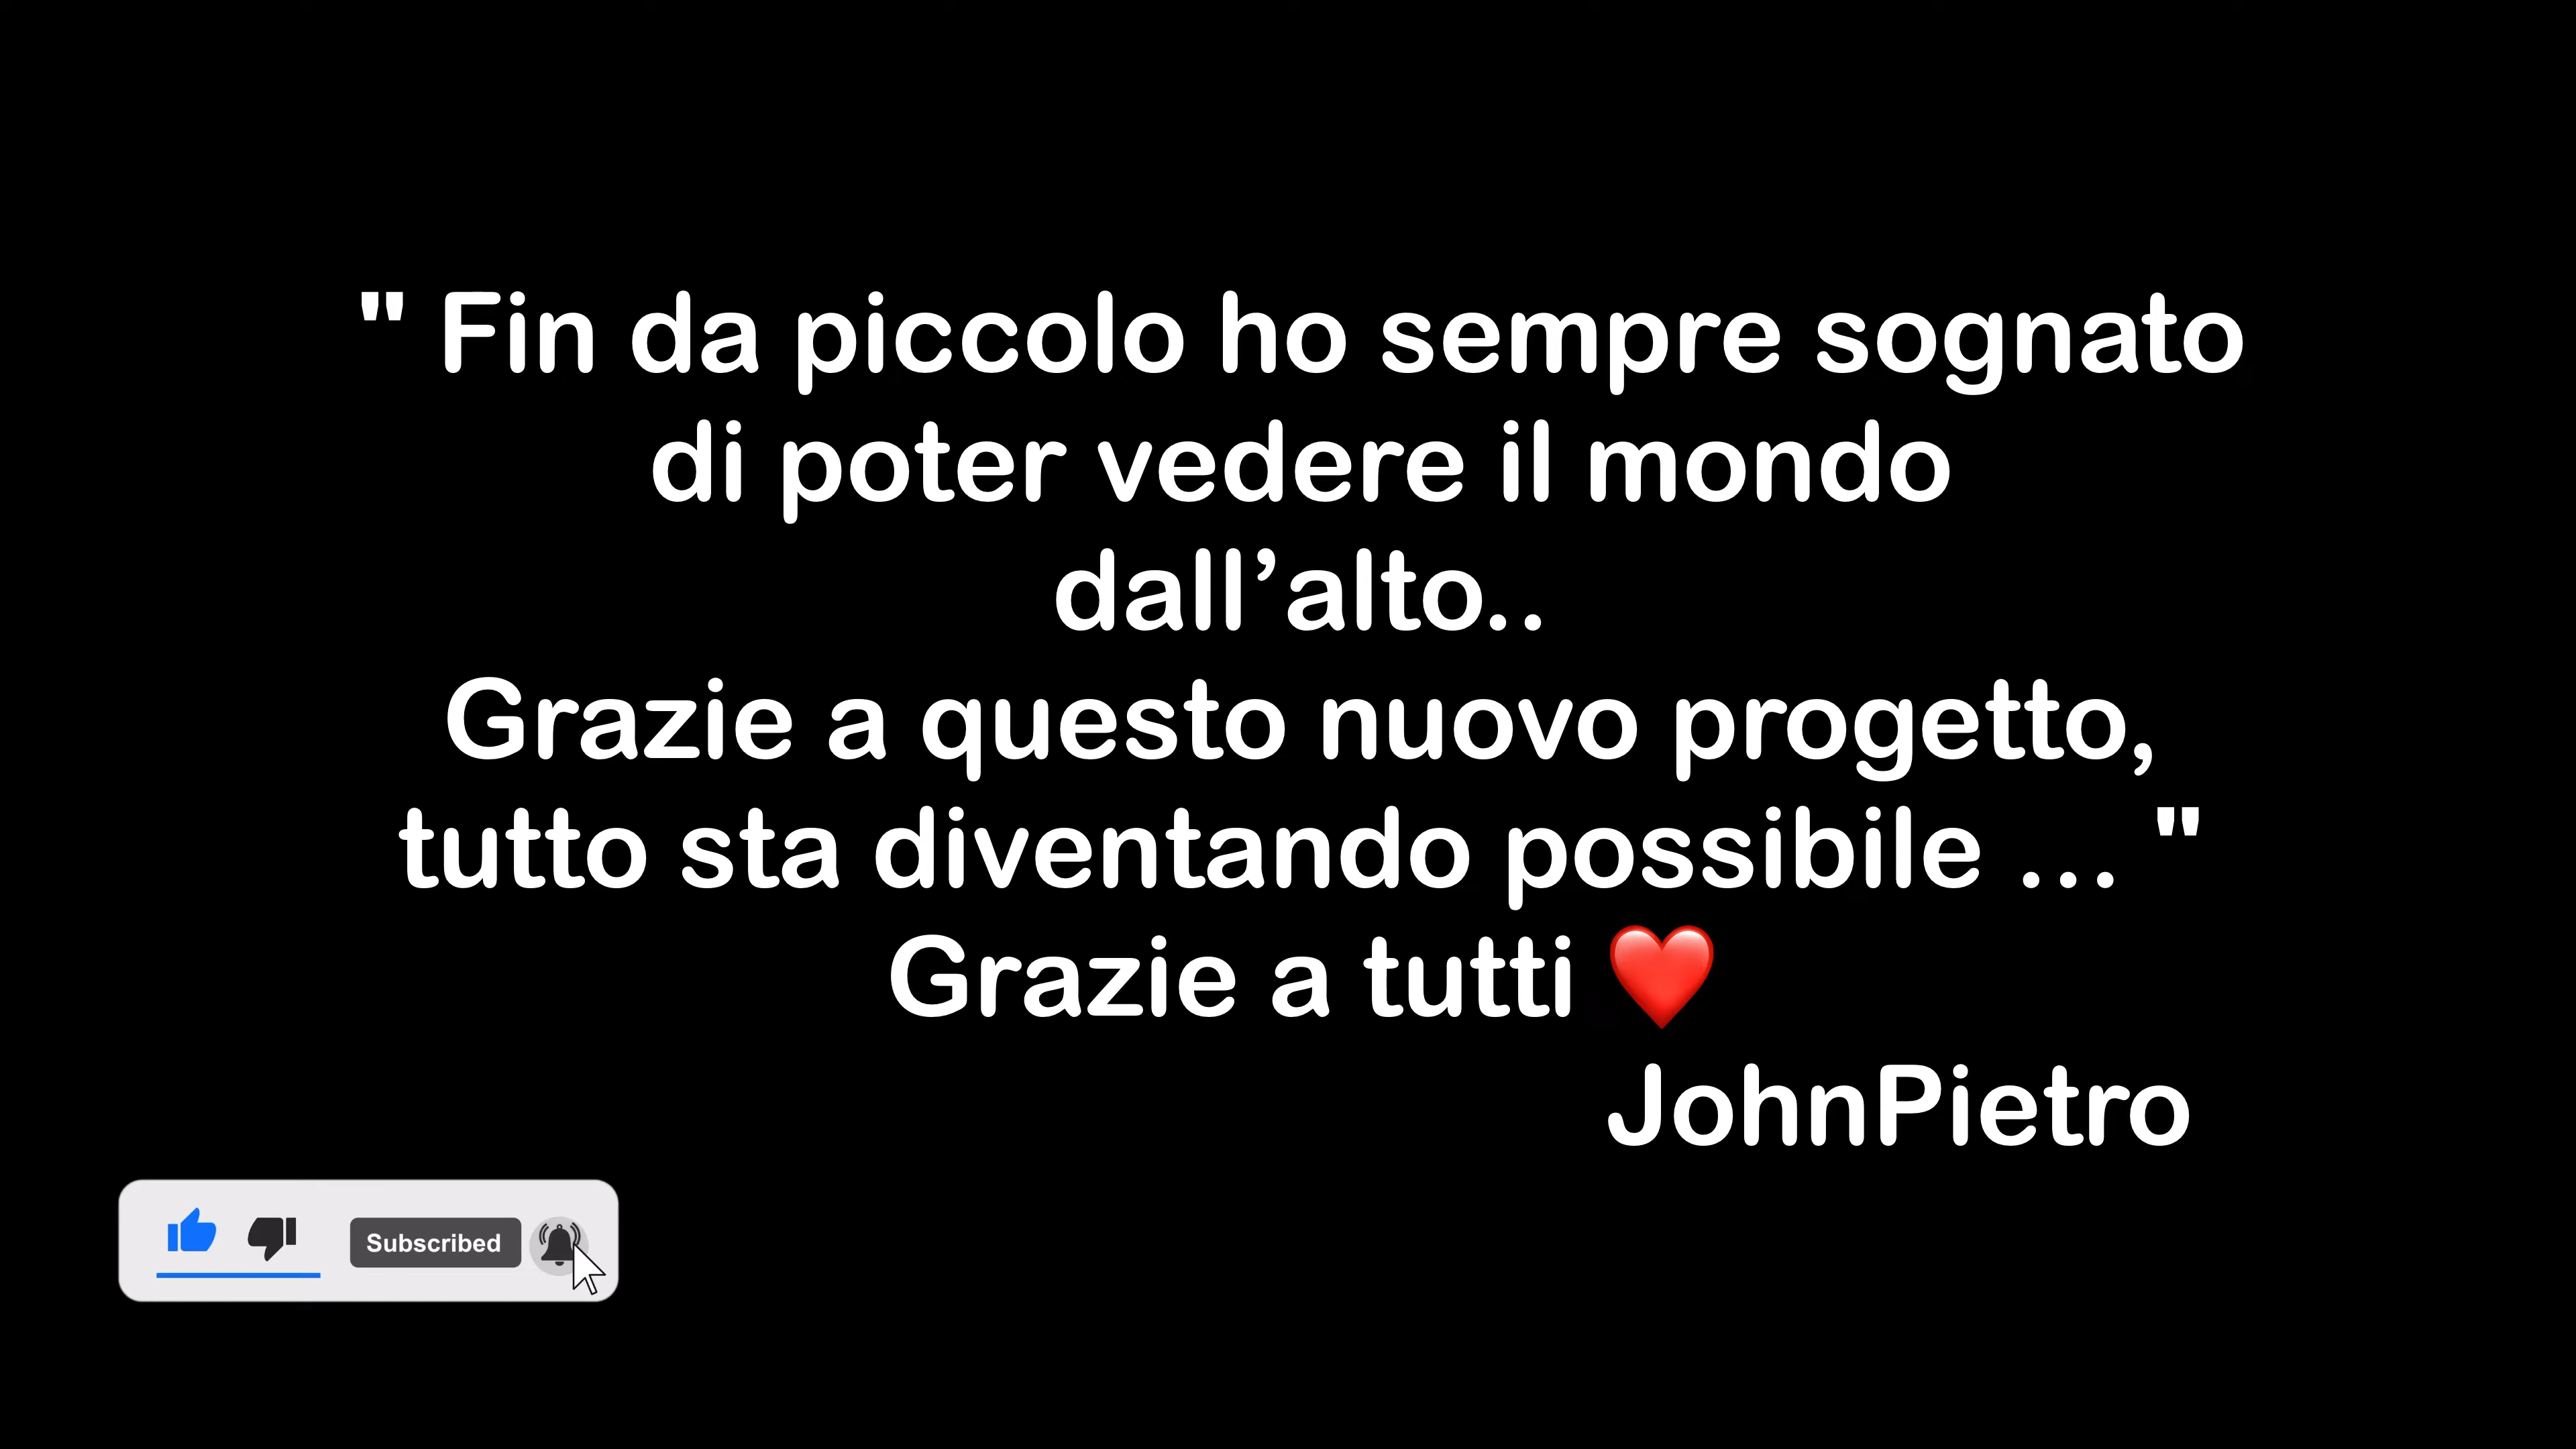 " Fin da piccolo ho sempre sognato
di poter vedere il mondo
dall’alto..
Grazie a questo nuovo progetto,
tutto sta diventando possibile ... "
Grazie a tutti ❤️
JohnPietro
Subscribed